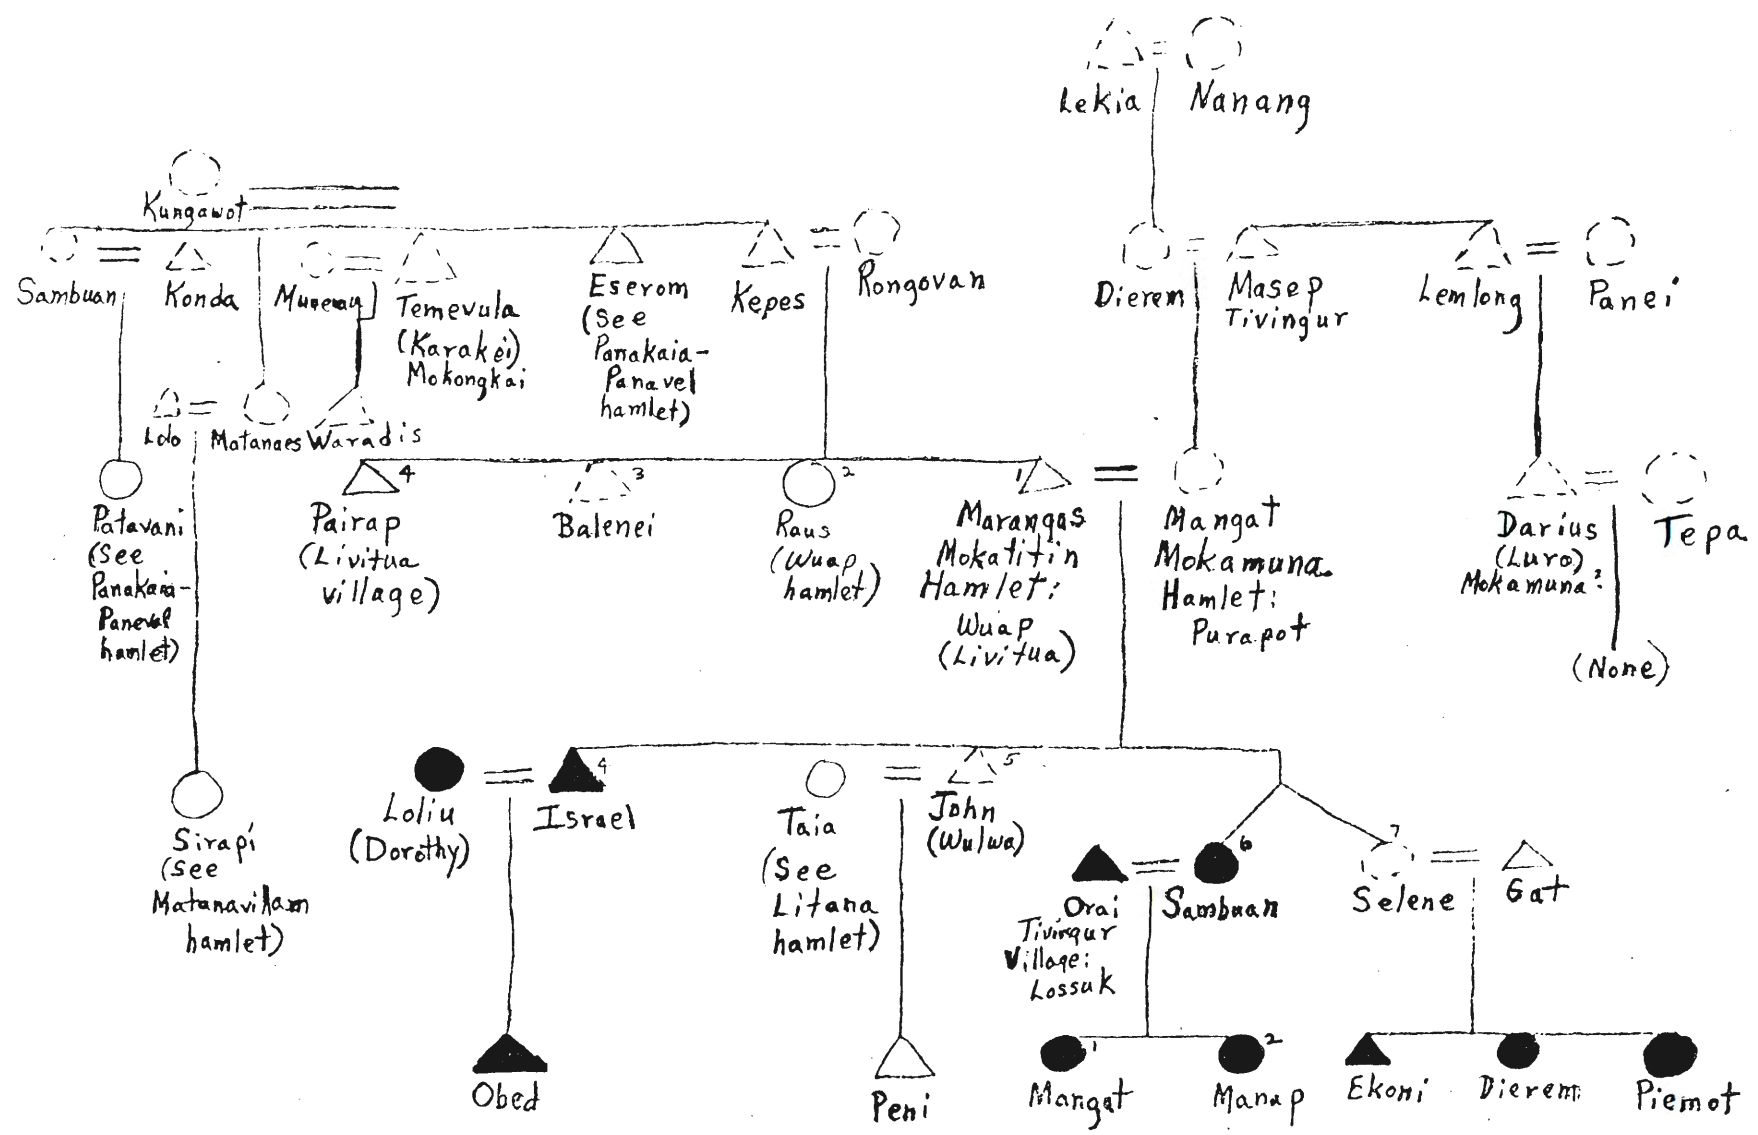 Lekia
Nanang
Kungawot
Sambuan
Konda
Temevula
(Karakei)
Mokongkai
Eserom
(See
Panakaia-
Panavel
hamlet)
Kepes
Rongovan
Dierem
Masep
Tivingur
Lemlong
Panei
Lolo
Matanaes
Waradis
Patavani
(See
Panakaia-
Paneval
hamlet)
4
Pairap
(Livitua
village)
3
Balenei
2
Raus
(Wuap
hamlet)
1
Marangas
Mokatitin
Hamlet:
Wuap
(Livitua)
Mangat
Mokamuna
Hamlet:
Purapot
Darius
(Luro)
Mokamuna?
Tepa
(None)
Sirapi
(See
Matanavillam
hamlet)
Loliu
(Dorothy)
4
Israel
Taia
(See
Litana
hamlet)
5
John
(Wulwa)
Orai
Tivingur
Village:
Lossuk
6
Sambuan
7
Selene
Gat
Obed
Peni
1
Mangat
2
Manap
Ekoni
Dierem
Piemot